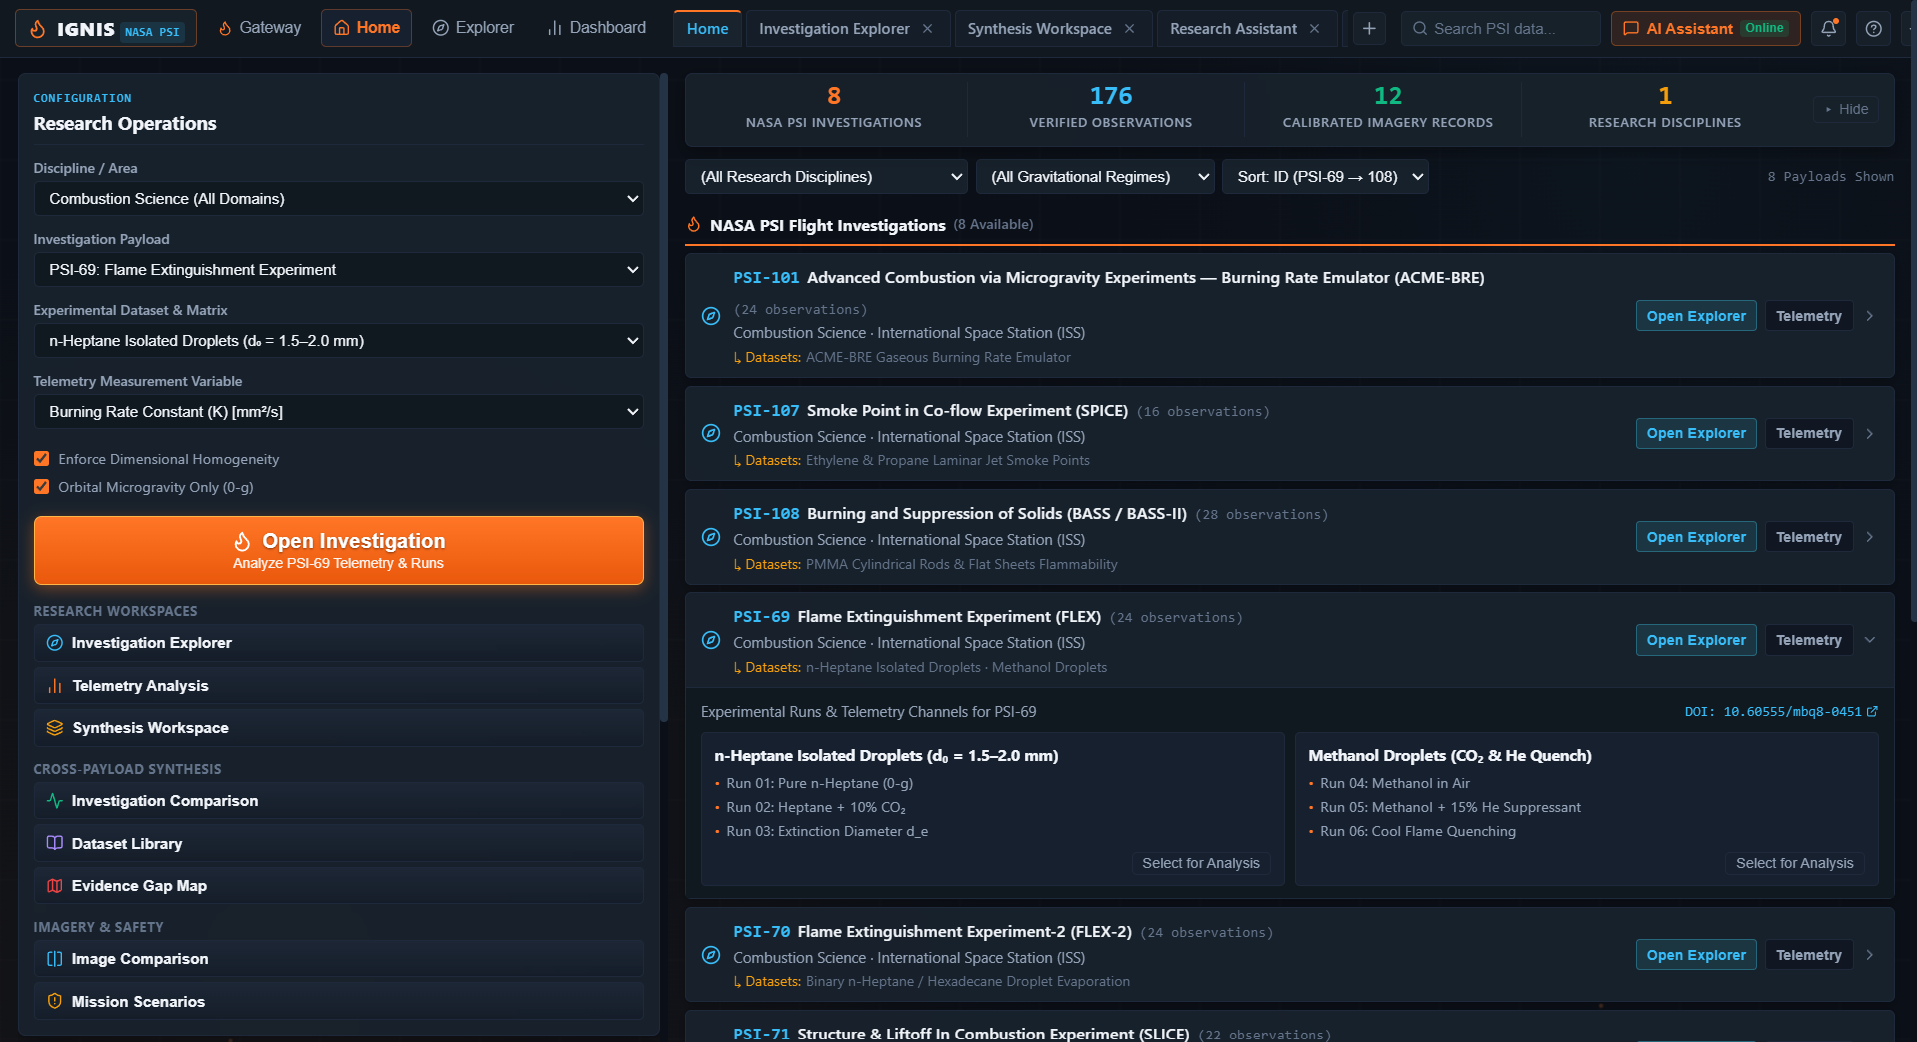 IGNIS NASA PSI
Gateway
Home
Explorer
Dashboard
Home
Investigation Explorer
Synthesis Workspace
Research Assistant
Search PSI data...
AI Assistant Online
CONFIGURATION
Research Operations
Discipline / Area
Combustion Science (All Domains)
Investigation Payload
PSI-69: Flame Extinguishment Experiment
Experimental Dataset & Matrix
n-Heptane Isolated Droplets (d₀ = 1.5–2.0 mm)
Telemetry Measurement Variable
Burning Rate Constant (K) [mm²/s]
Enforce Dimensional Homogeneity
Orbital Microgravity Only (0-g)
Open Investigation
Analyze PSI-69 Telemetry & Runs
RESEARCH WORKSPACES
Investigation Explorer
Telemetry Analysis
Synthesis Workspace
CROSS-PAYLOAD SYNTHESIS
Investigation Comparison
Dataset Library
Evidence Gap Map
IMAGERY & SAFETY
Image Comparison
Mission Scenarios
8
NASA PSI INVESTIGATIONS
176
VERIFIED OBSERVATIONS
12
CALIBRATED IMAGERY RECORDS
1
RESEARCH DISCIPLINES
‣ Hide
(All Research Disciplines)
(All Gravitational Regimes)
Sort: ID (PSI-69 → 108)
8 Payloads Shown
NASA PSI Flight Investigations (8 Available)
PSI-101 Advanced Combustion via Microgravity Experiments — Burning Rate Emulator (ACME-BRE)
(24 observations)
Combustion Science · International Space Station (ISS)
↳ Datasets: ACME-BRE Gaseous Burning Rate Emulator
Open Explorer
Telemetry
PSI-107 Smoke Point in Co-flow Experiment (SPICE) (16 observations)
Combustion Science · International Space Station (ISS)
↳ Datasets: Ethylene & Propane Laminar Jet Smoke Points
Open Explorer
Telemetry
PSI-108 Burning and Suppression of Solids (BASS / BASS-II) (28 observations)
Combustion Science · International Space Station (ISS)
↳ Datasets: PMMA Cylindrical Rods & Flat Sheets Flammability
Open Explorer
Telemetry
PSI-69 Flame Extinguishment Experiment (FLEX) (24 observations)
Combustion Science · International Space Station (ISS)
↳ Datasets: n-Heptane Isolated Droplets · Methanol Droplets
Open Explorer
Telemetry
Experimental Runs & Telemetry Channels for PSI-69
DOI: 10.60555/mbq8-0451
n-Heptane Isolated Droplets (d₀ = 1.5–2.0 mm)
• Run 01: Pure n-Heptane (0-g)
• Run 02: Heptane + 10% CO₂
• Run 03: Extinction Diameter d_e
Select for Analysis
Methanol Droplets (CO₂ & He Quench)
• Run 04: Methanol in Air
• Run 05: Methanol + 15% He Suppressant
• Run 06: Cool Flame Quenching
Select for Analysis
PSI-70 Flame Extinguishment Experiment-2 (FLEX-2) (24 observations)
Combustion Science · International Space Station (ISS)
↳ Datasets: Binary n-Heptane / Hexadecane Droplet Evaporation
Open Explorer
Telemetry
PSI-71 Structure & Liftoff In Combustion Experiment (SLICE) (22 observations)